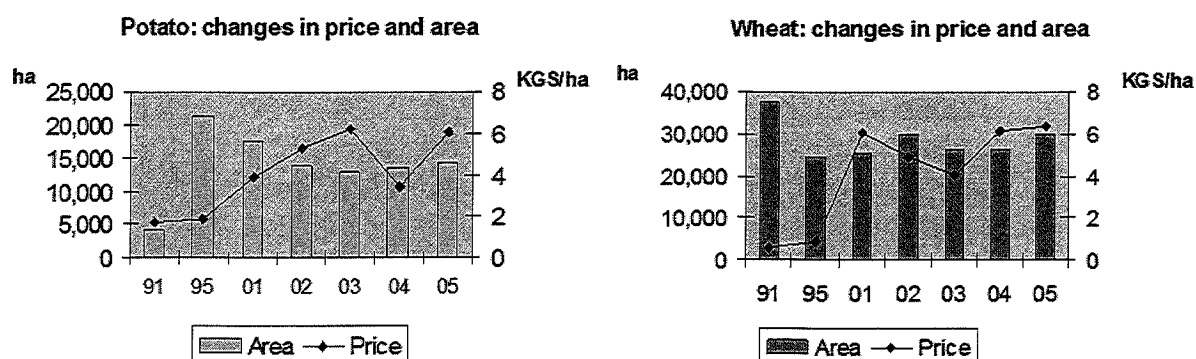 Potato: changes in price and area
ha
KGS/ha
25,000
20,000
15,000
10,000
5,000
0
8
6
4
2
0
91 95 01 02 03 04 05
Area Price
Wheat: changes in price and area
ha
KGS/ha
40,000
30,000
20,000
10,000
0
8
6
4
2
0
91 95 01 02 03 04 05
Area Price